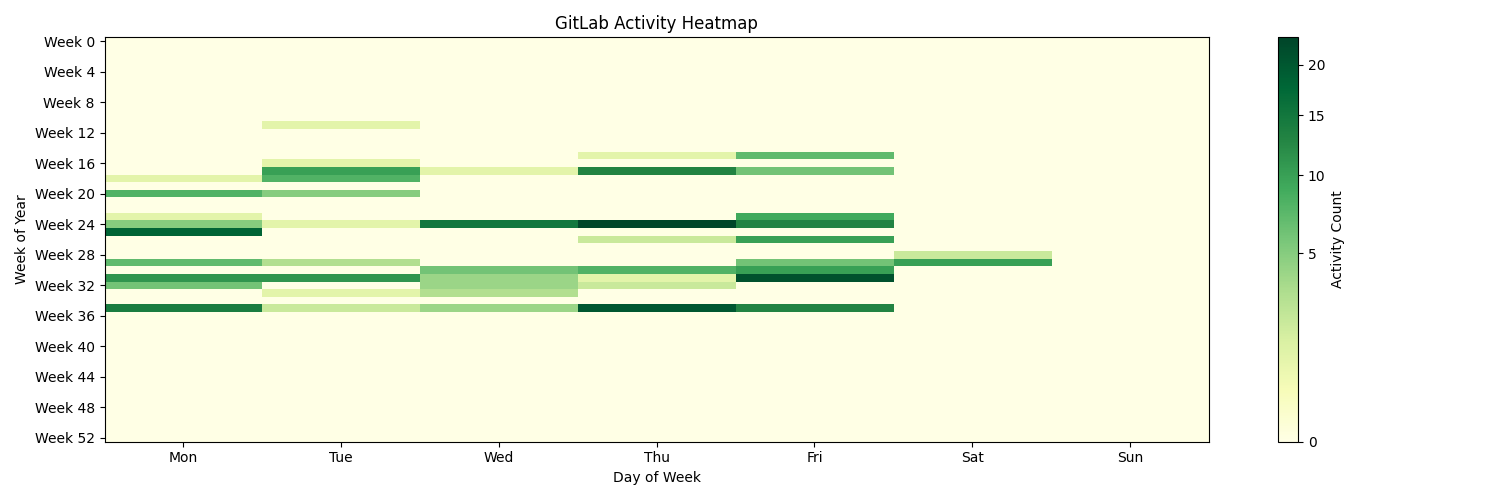 GitLab Activity Heatmap
Week of Year
Week 0
Week 4
Week 8
Week 12
Week 16
Week 20
Week 24
Week 28
Week 32
Week 36
Week 40
Week 44
Week 48
Week 52
Mon Tue Wed Thu Fri Sat Sun
Day of Week
20
15
10
5
0
Activity Count